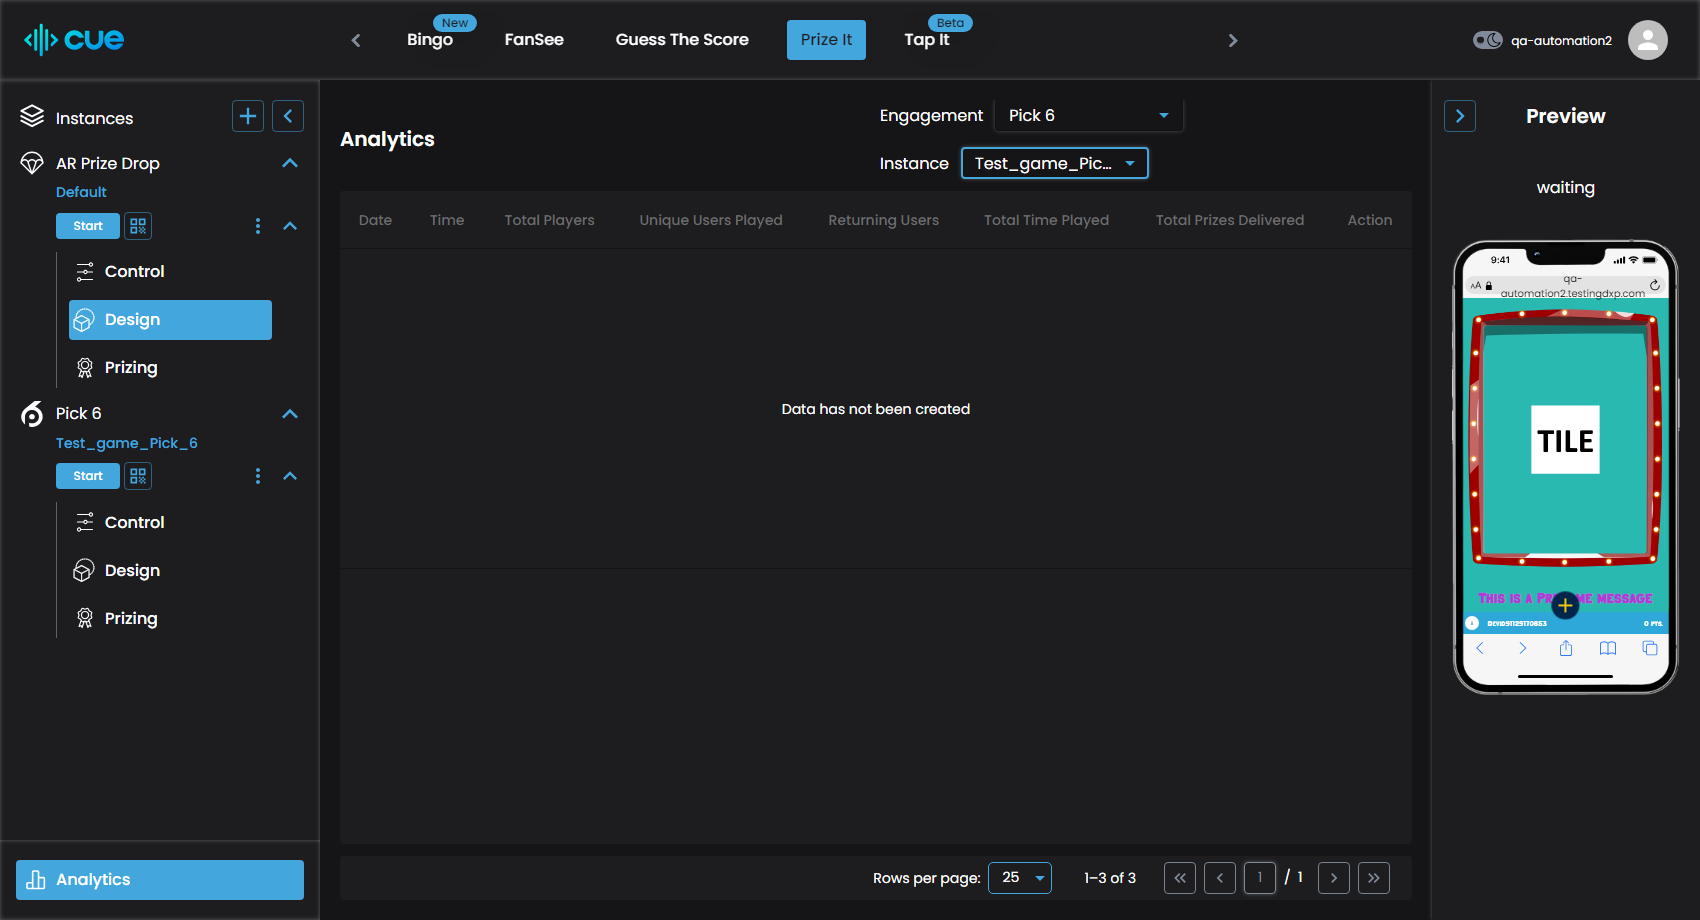 cue
New
Bingo
FanSee
Guess The Score
Prize It
Beta
Tap It
qa-automation2
Instances
AR Prize Drop
Default
Start
Control
Design
Prizing
Pick 6
Test_game_Pick_6
Start
Control
Design
Prizing
Analytics
Analytics
Engagement
Pick 6
Instance
Test_game_Pic...
Date
Time
Total Players
Unique Users Played
Returning Users
Total Time Played
Total Prizes Delivered
Action
Data has not been created
Rows per page:
25
1–3 of 3
1
/ 1
Preview
waiting
9:41
AA
qa-
automation2.testingdxp.com
TILE
THIS IS A
MESSAGE
0 PTS.